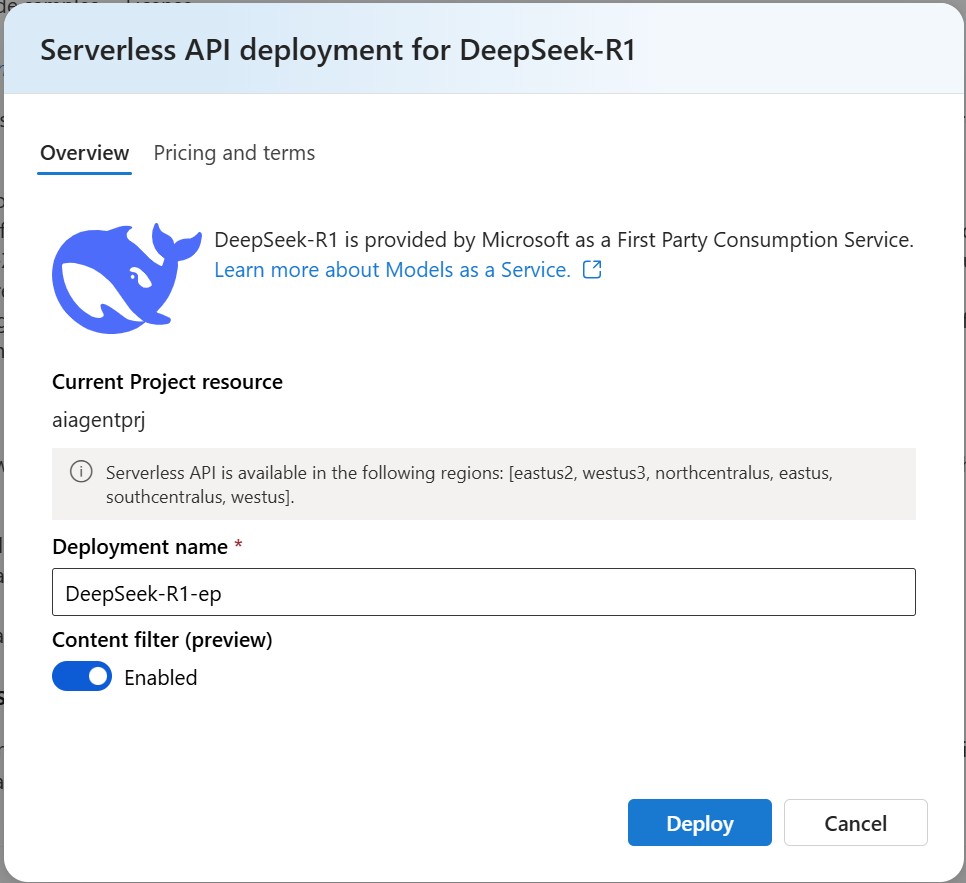 Serverless API deployment for DeepSeek-R1
Overview
Pricing and terms
DeepSeek-R1 is provided by Microsoft as a First Party Consumption Service.
Learn more about Models as a Service.
Current Project resource
aiagentprj
Serverless API is available in the following regions: [eastus2, westus3, northcentralus, eastus,
southcentralus, westus].
Deployment name *
DeepSeek-R1-ep
Content filter (preview)
Enabled
Deploy
Cancel